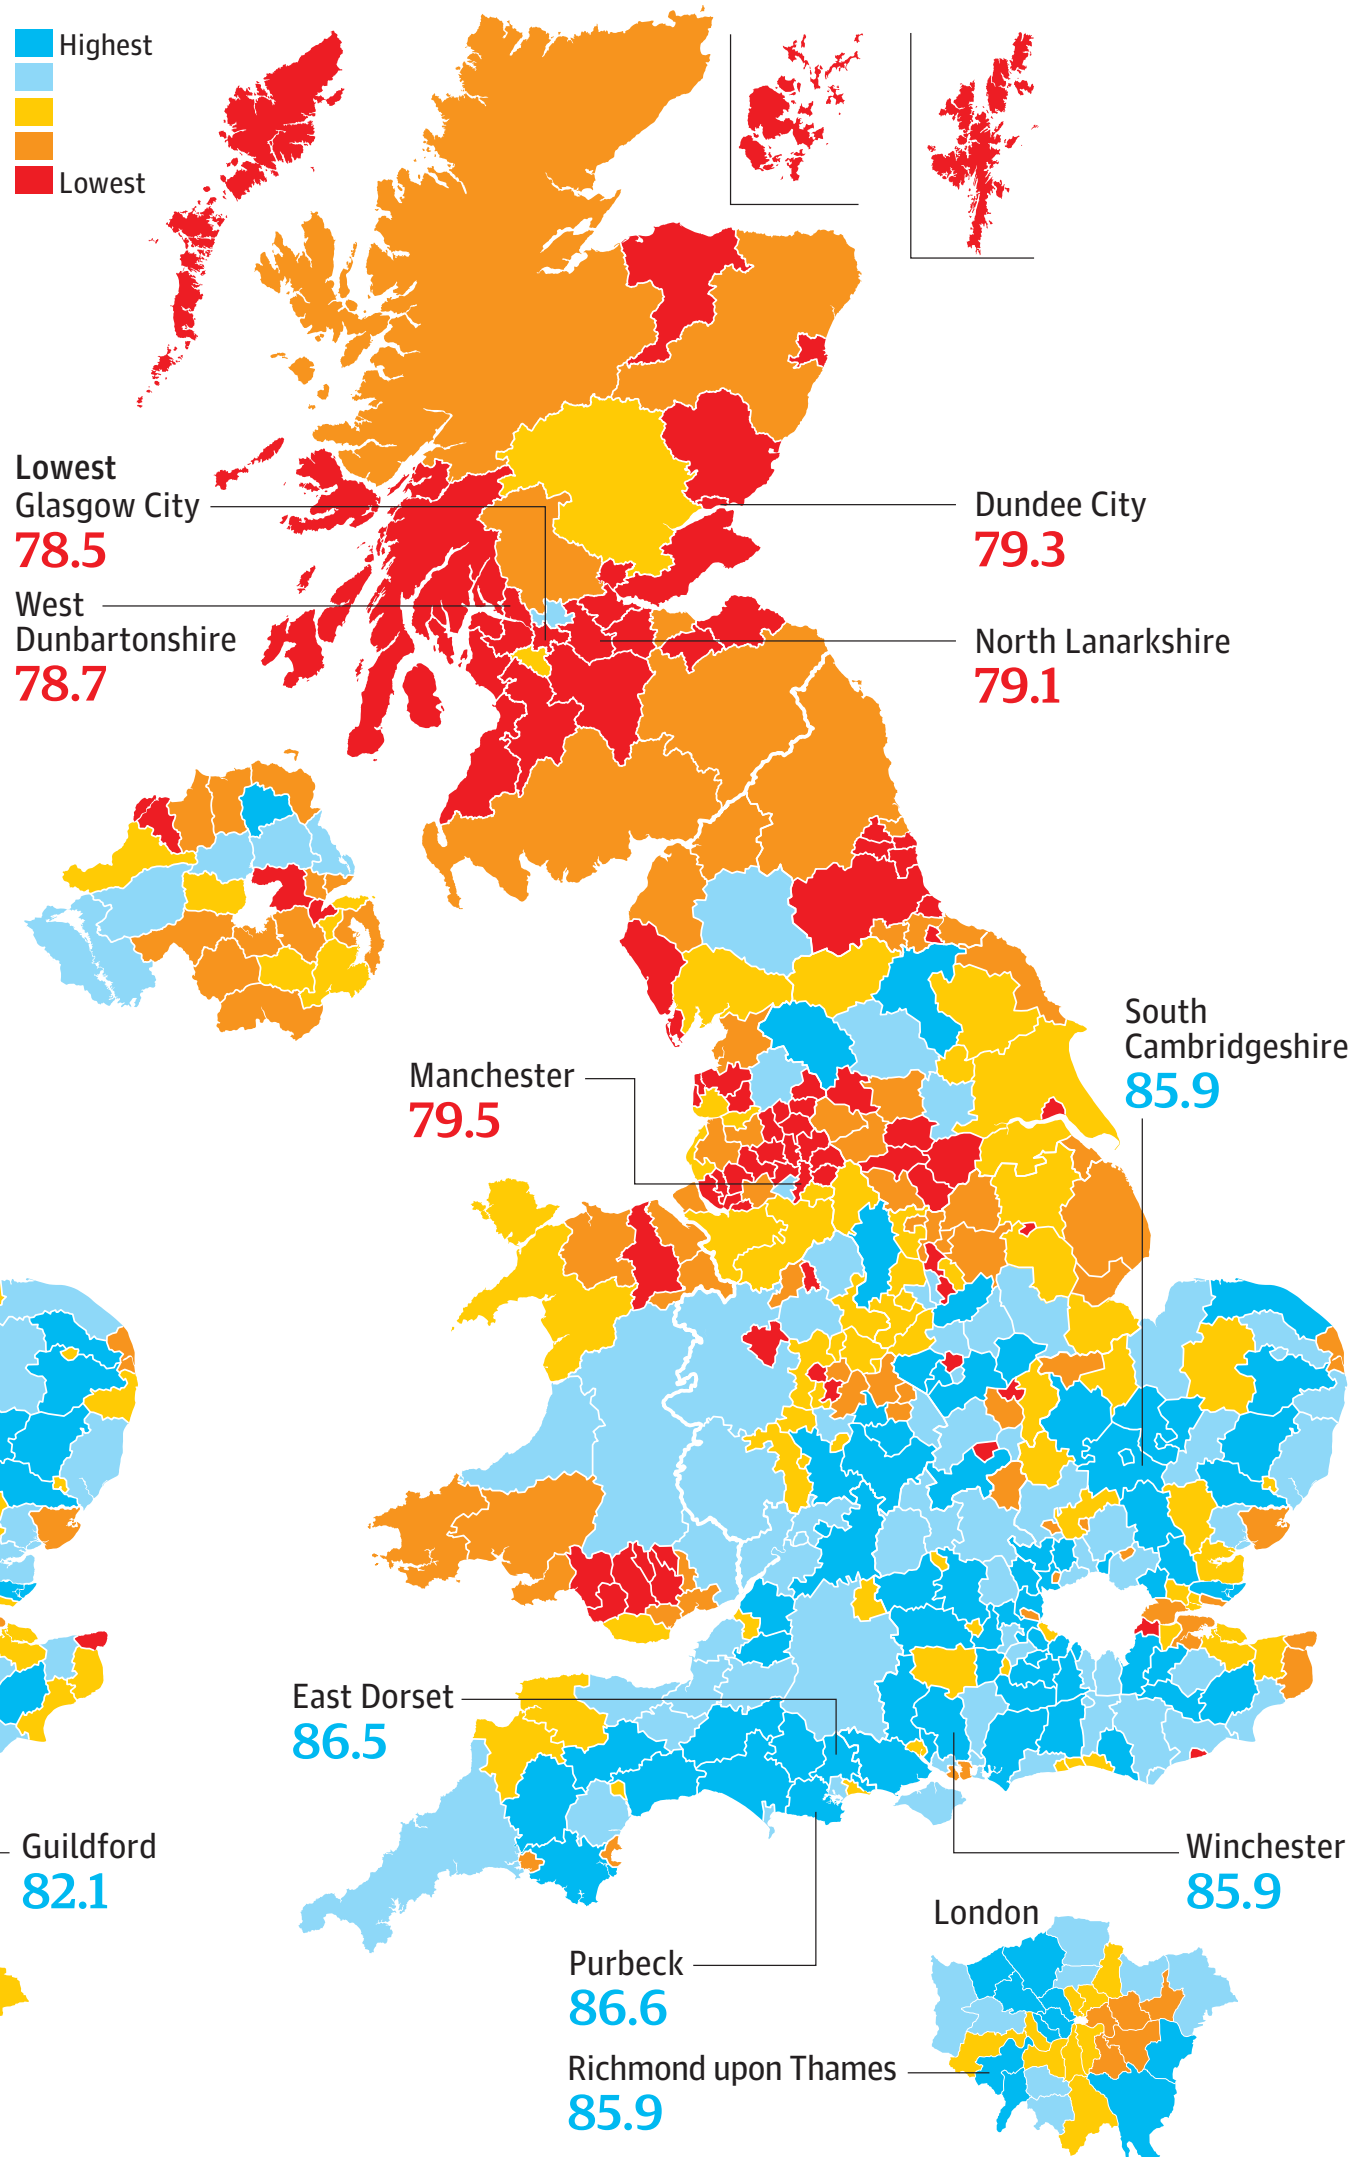 Highest
Lowest
Lowest
Glasgow City
78.5
West
Dunbartonshire
78.7
Dundee City
79.3
North Lanarkshire
79.1
Manchester
79.5
South
Cambridgeshire
85.9
East Dorset
86.5
Guildford
82.1
Winchester
85.9
London
Purbeck
86.6
Richmond upon Thames
85.9